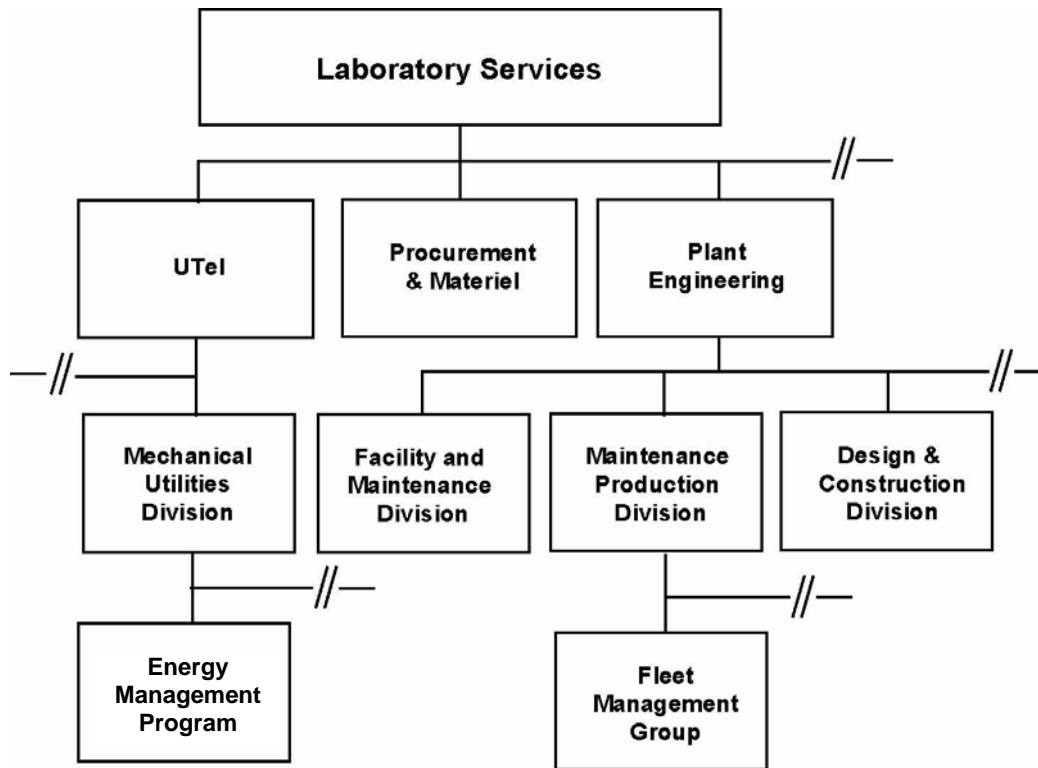 Laboratory Services
UTel
Procurement
& Materiel
Plant
Engineering
Mechanical
Utilities
Division
Facility and
Maintenance
Division
Maintenance
Production
Division
Design &
Construction
Division
Energy
Management
Program
Fleet
Management
Group